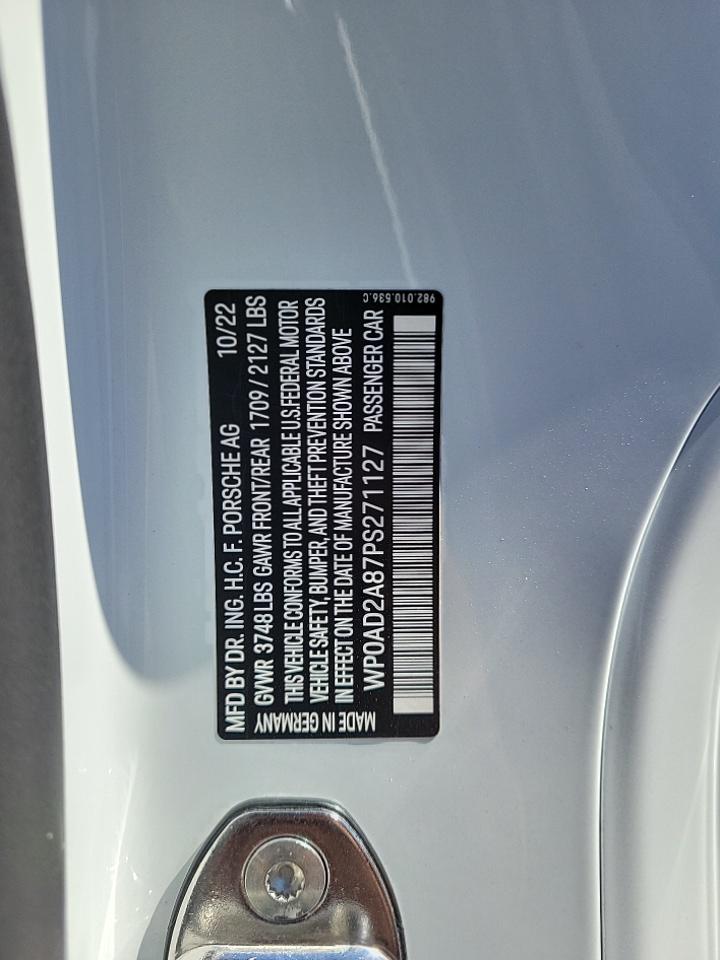 MFD BY DR. ING. H.C. F. PORSCHE AG 10/22
GVWR 3748 LBS GAWR FRONT/REAR 1709 / 2127 LBS
THIS VEHICLE CONFORMS TO ALL APPLICABLE U.S. FEDERAL MOTOR
VEHICLE SAFETY, BUMPER, AND THEFT PREVENTION STANDARDS
IN EFFECT ON THE DATE OF MANUFACTURE SHOWN ABOVE
WP0AD2A87PS271127 PASSENGER CAR
MADE IN GERMANY
982.010.536.C